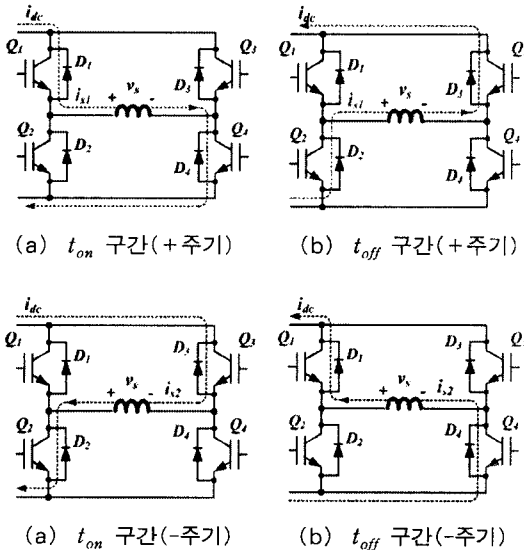 i_dc
i_dc
Q_1 D_1 D_3 Q_3
Q_1 D_1 D_3 Q
i_s1 + v_s -
i_s1 + v_s -
Q_2 D_2 D_4 Q_4
Q_2 D_2 D_4 Q
(a) t_on 구간(+주기)
(b) t_off 구간(+주기)
i_dc
i_dc
Q_1 D_1 D_3 Q_3
Q_1 D_1 D_3 Q
+ v_s - i_s2
+ v_s - i_s2
Q_2 D_2 D_4 Q_4
Q_2 D_2 D_4 Q
(a) t_on 구간(-주기)
(b) t_off 구간(-주기)